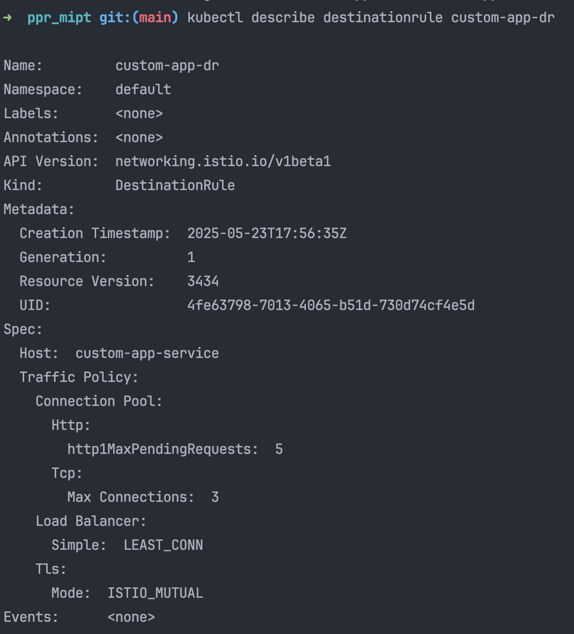 → ppr_mipt git:(main) kubectl describe destinationrule custom-app-dr
Name: custom-app-dr
Namespace: default
Labels: <none>
Annotations: <none>
API Version: networking.istio.io/v1beta1
Kind: DestinationRule
Metadata:
Creation Timestamp: 2025-05-23T17:56:35Z
Generation: 1
Resource Version: 3434
UID: 4fe63798-7013-4065-b51d-730d74cf4e5d
Spec:
Host: custom-app-service
Traffic Policy:
Connection Pool:
Http:
http1MaxPendingRequests: 5
Tcp:
Max Connections: 3
Load Balancer:
Simple: LEAST_CONN
Tls:
Mode: ISTIO_MUTUAL
Events: <none>